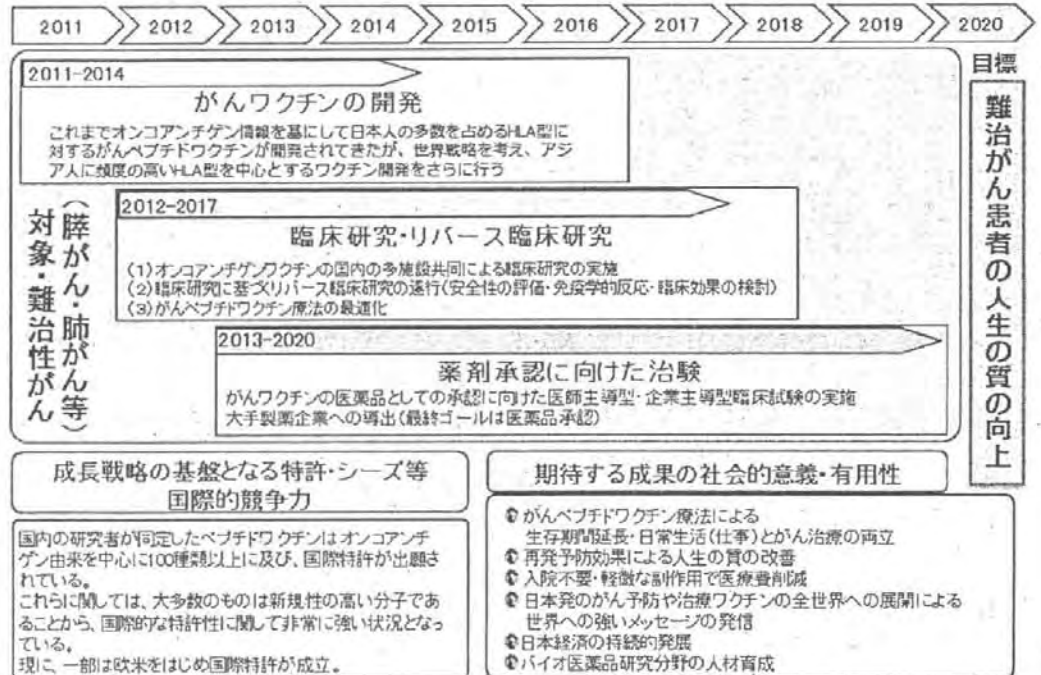 2011 2012 2013 2014 2015 2016 2017 2018 2019 2020
2011-2014
がんワクチンの開発
これまでオンコアンチゲン情報を基にして日本人の多数を占めるHLA型に
対するがんペプチドワクチンが開発されてきたが、世界戦略を考え、アジ
ア人に頻度の高いHLA型を中心とするワクチン開発をさらに行う
2012-2017
臨床研究・リバース臨床研究
(1)オンコアンチゲンワクチンの国内の多施設共同による臨床研究の実施
(2)臨床研究に基づくリバース臨床研究の遂行(安全性の評価・免疫学的反応・臨床効果の検討)
(3)がんペプチドワクチン療法の最適化
2013-2020
薬剤承認に向けた治験
がんワクチンの医薬品としての承認に向けた医師主導型・企業主導型臨床試験の実施
大手製薬企業への導出(最終ゴールは医薬品承認)
対象・難治性がん
(膵がん・肺がん等)
目標
難治がん患者の人生の質の向上
成長戦略の基盤となる特許・シーズ等
国際的競争力
国内の研究者が同定したペプチドワクチンはオンコアンチ
ゲン由来を中心に100種類以上に及び、国際特許が出願さ
れている。
これらに関しては、大多数のものは新規性の高い分子であ
ることから、国際的な特許性に関して非常に強い状況となっ
ている。
現に、一部は欧米をはじめ国際特許が成立。
期待する成果の社会的意義・有用性
がんペプチドワクチン療法による
生存期間延長・日常生活(仕事)とがん治療の両立
再発予防効果による人生の質の改善
入院不要・軽微な副作用で医療費削減
日本発のがん予防や治療ワクチンの全世界への展開による
世界への強いメッセージの発信
日本経済の持続的発展
バイオ医薬品研究分野の人材育成